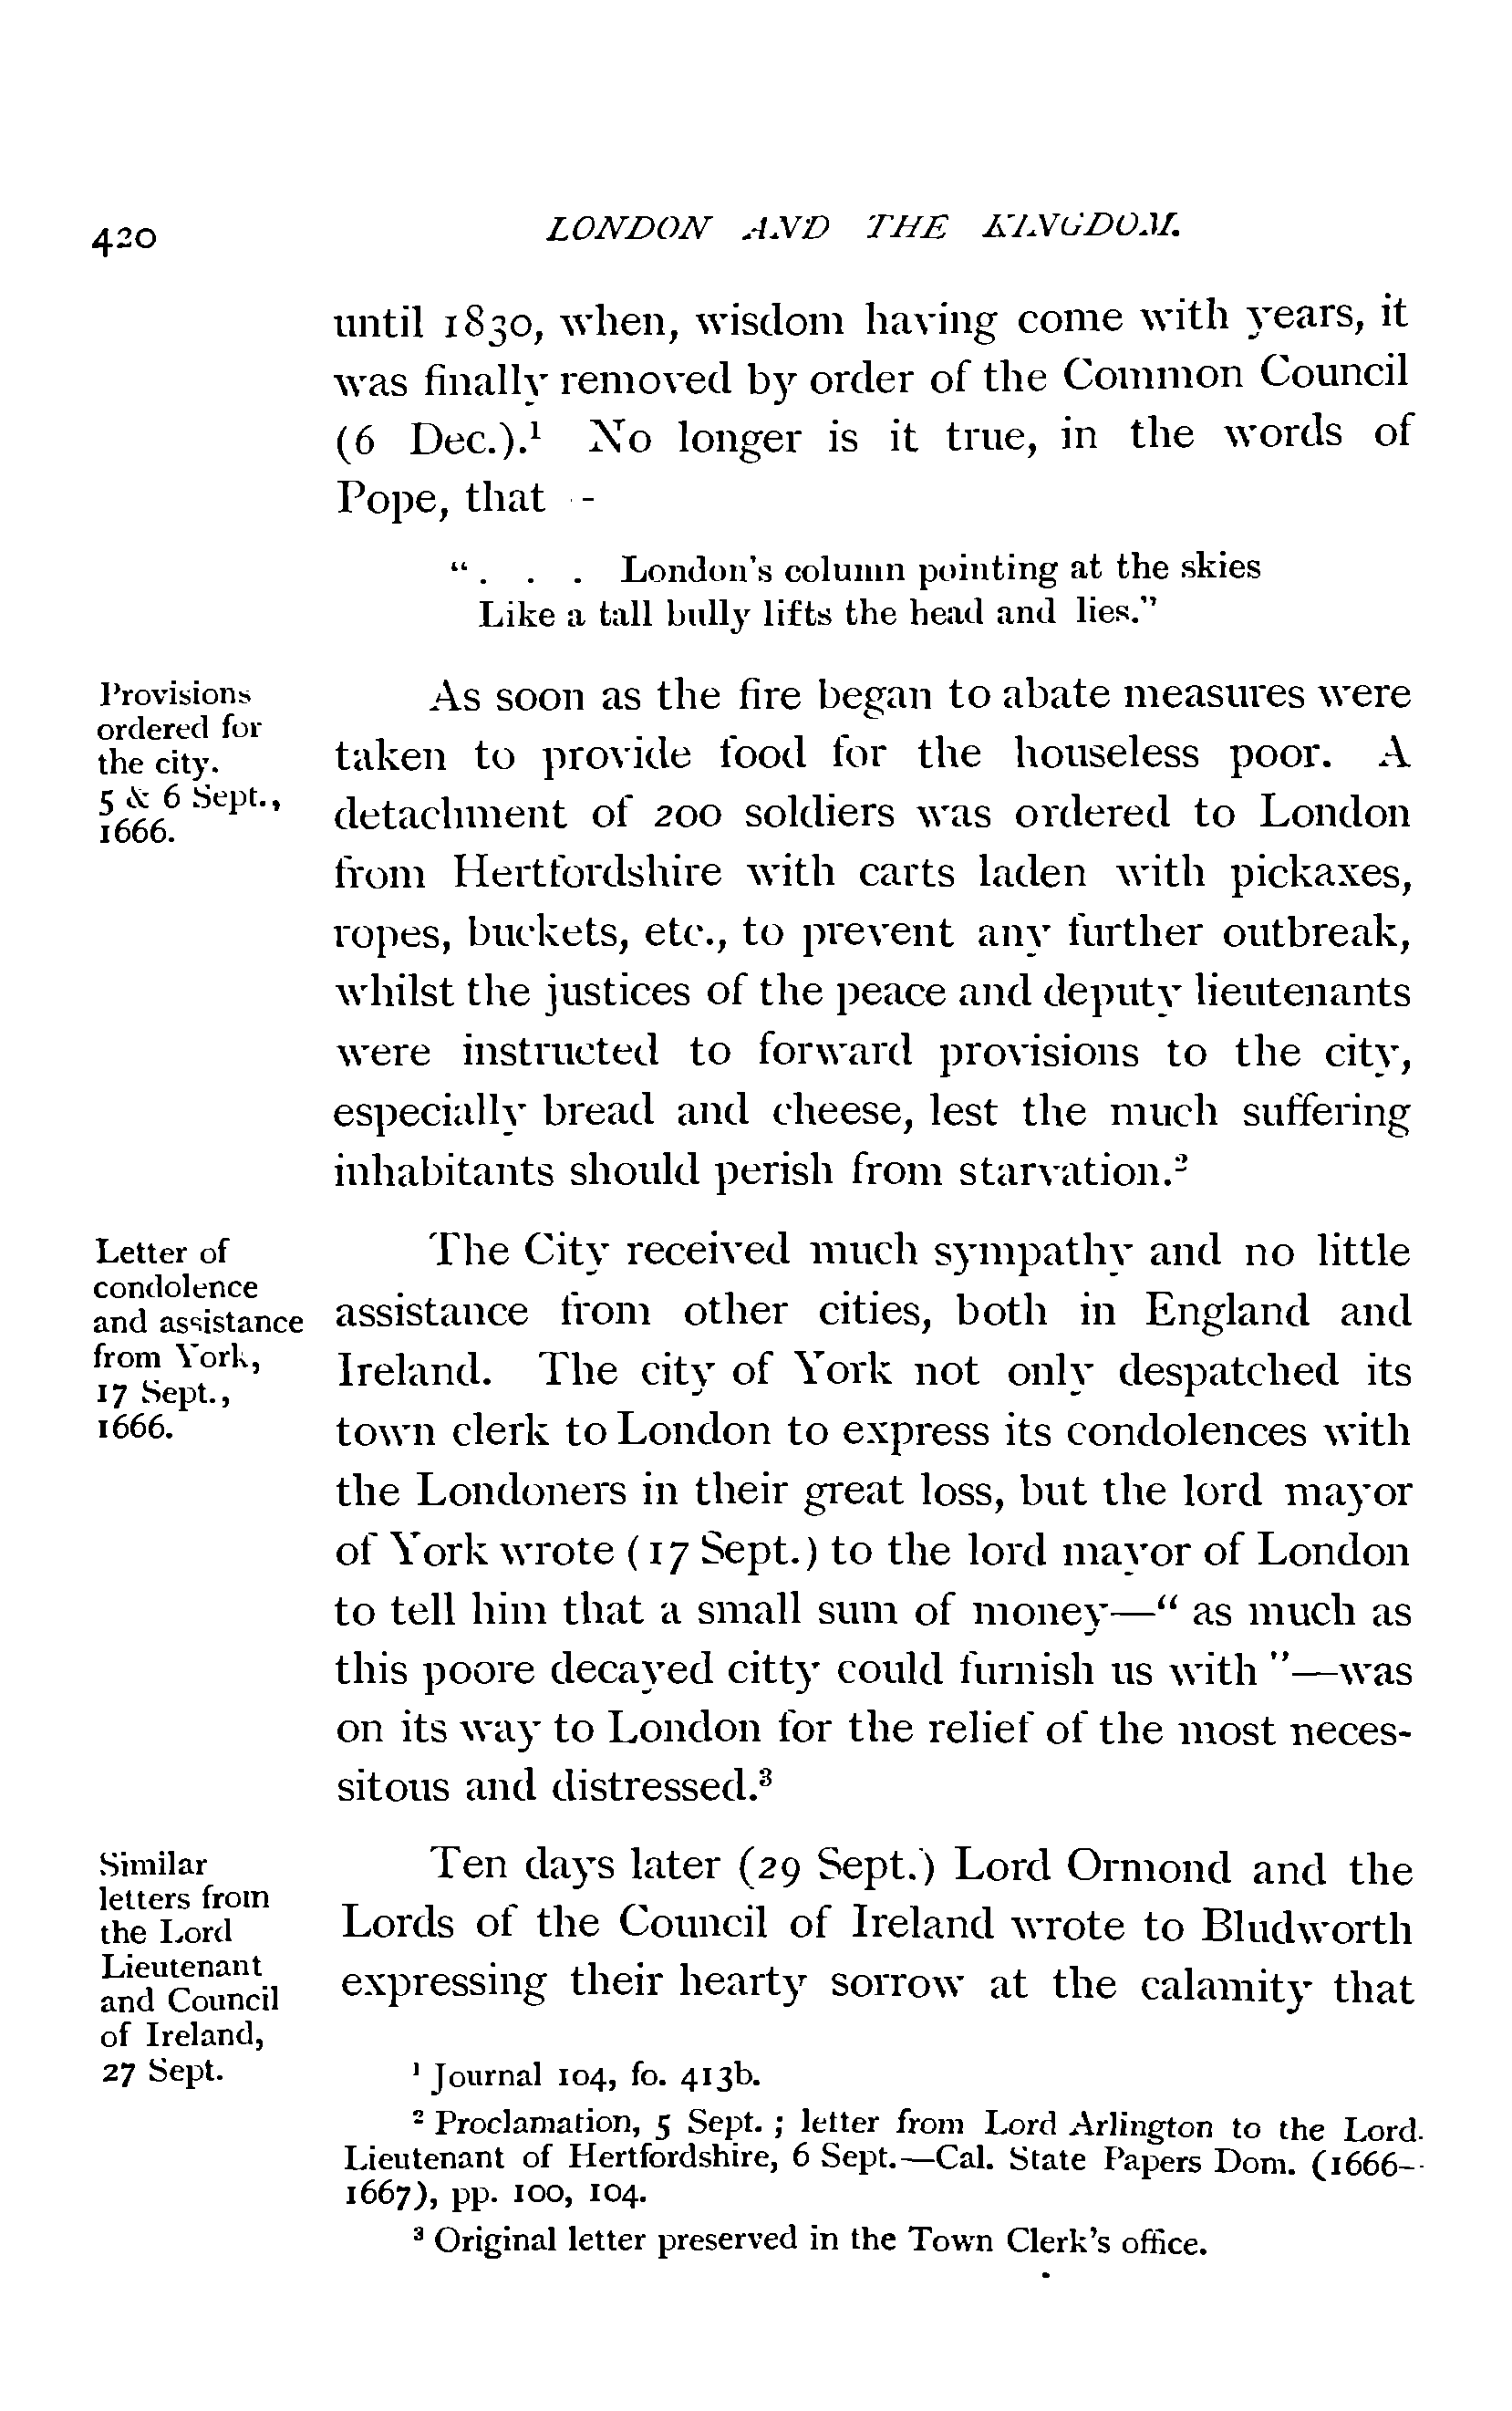 420
LONDON AND THE KINGDOM.
until 1830, when, wisdom having come with years, it
was finally removed by order of the Common Council
(6 Dec.).¹ No longer is it true, in the words of
Pope, that -
“ . . . London’s column pointing at the skies
Like a tall bully lifts the head and lies.”
Provisions
ordered for
the city.
5 & 6 Sept.,
1666.
As soon as the fire began to abate measures were
taken to provide food for the houseless poor. A
detachment of 200 soldiers was ordered to London
from Hertfordshire with carts laden with pickaxes,
ropes, buckets, etc., to prevent any further outbreak,
whilst the justices of the peace and deputy lieutenants
were instructed to forward provisions to the city,
especially bread and cheese, lest the much suffering
inhabitants should perish from starvation.²
Letter of
condolence
and assistance
from York,
17 Sept.,
1666.
The City received much sympathy and no little
assistance from other cities, both in England and
Ireland. The city of York not only despatched its
town clerk to London to express its condolences with
the Londoners in their great loss, but the lord mayor
of York wrote (17 Sept.) to the lord mayor of London
to tell him that a small sum of money—“ as much as
this poore decayed citty could furnish us with ”—was
on its way to London for the relief of the most neces-
sitous and distressed.³
Similar
letters from
the Lord
Lieutenant
and Council
of Ireland,
27 Sept.
Ten days later (29 Sept.) Lord Ormond and the
Lords of the Council of Ireland wrote to Bludworth
expressing their hearty sorrow at the calamity that
¹ Journal 104, fo. 413b.
² Proclamation, 5 Sept. ; letter from Lord Arlington to the Lord-
Lieutenant of Hertfordshire, 6 Sept.—Cal. State Papers Dom. (1666-
1667), pp. 100, 104.
³ Original letter preserved in the Town Clerk’s office.